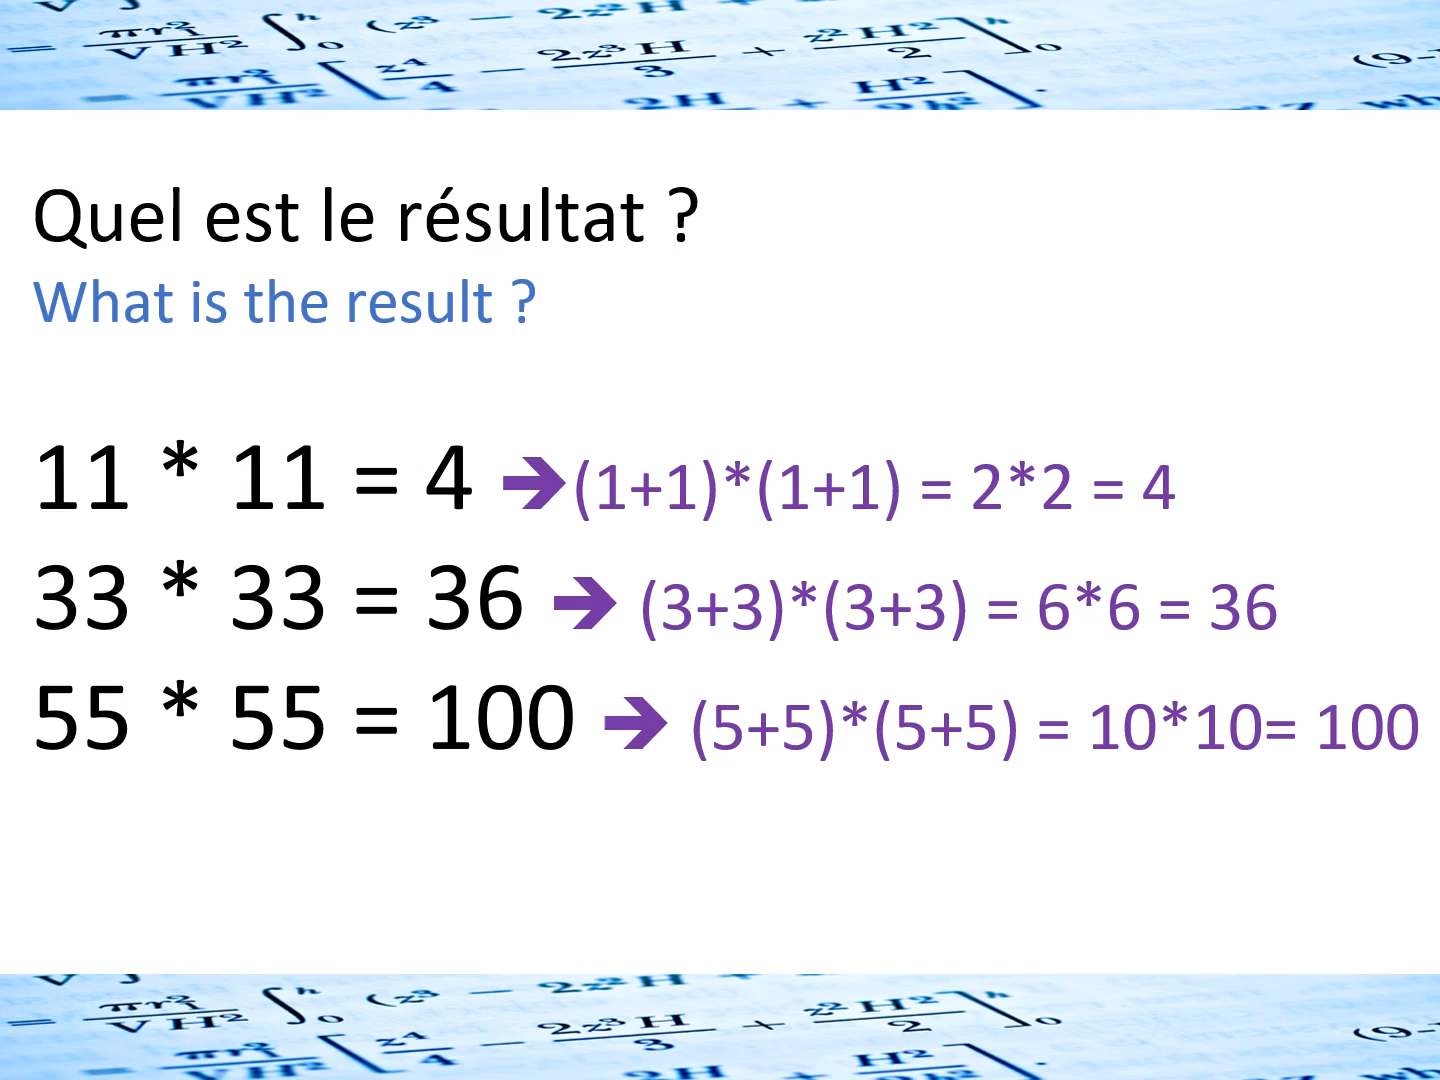 Quel est le résultat ?
What is the result ?
11 * 11 = 4 ➔(1+1)*(1+1) = 2*2 = 4
33 * 33 = 36 ➔ (3+3)*(3+3) = 6*6 = 36
55 * 55 = 100 ➔ (5+5)*(5+5) = 10*10= 100